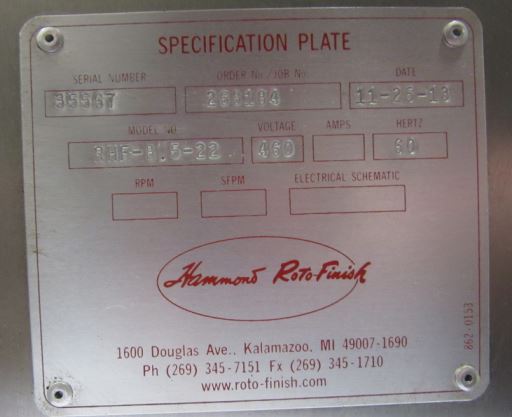 SPECIFICATION PLATE
SERIAL NUMBER ORDER No./JOB No. DATE
11-26-13
MODEL NO. VOLTAGE AMPS HERTZ
460 60
RPM SFPM ELECTRICAL SCHEMATIC
Hammond Roto-Finish
1600 Douglas Ave., Kalamazoo, MI 49007-1690
Ph (269) 345-7151 Fx (269) 345-1710
www.roto-finish.com
862-0153